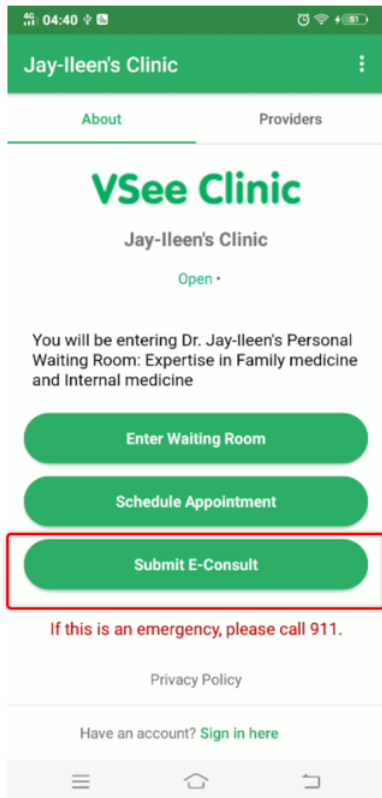 4G 04:40 51
Jay-Ileen's Clinic
About Providers
VSee Clinic
Jay-Ileen's Clinic
Open •
You will be entering Dr. Jay-Ileen's Personal
Waiting Room: Expertise in Family medicine
and Internal medicine
Enter Waiting Room
Schedule Appointment
Submit E-Consult
If this is an emergency, please call 911.
Privacy Policy
Have an account? Sign in here